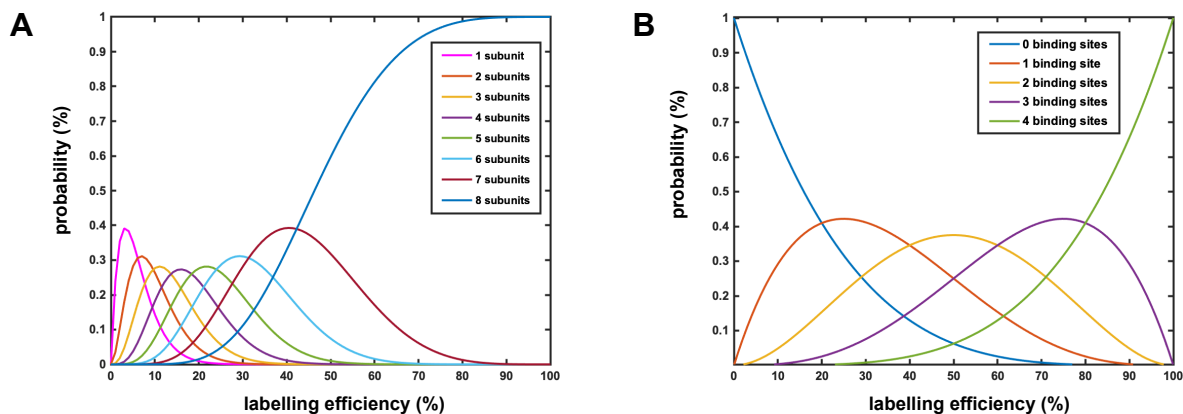 A
probability (%)
1
0.9
0.8
0.7
0.6
0.5
0.4
0.3
0.2
0.1
0
1 subunit
2 subunits
3 subunits
4 subunits
5 subunits
6 subunits
7 subunits
8 subunits
0 10 20 30 40 50 60 70 80 90 100
labelling efficiency (%)
B
probability (%)
1
0.9
0.8
0.7
0.6
0.5
0.4
0.3
0.2
0.1
0
0 binding sites
1 binding site
2 binding sites
3 binding sites
4 binding sites
0 10 20 30 40 50 60 70 80 90 100
labelling efficiency (%)